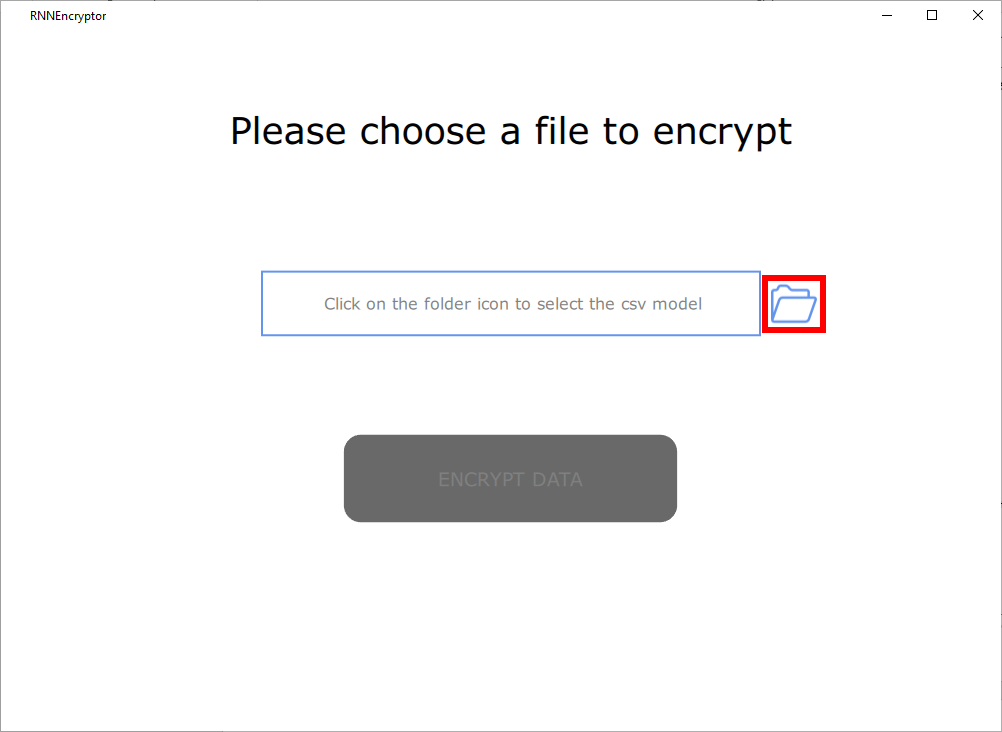 RNNEncryptor
Please choose a file to encrypt
Click on the folder icon to select the csv model
ENCRYPT DATA